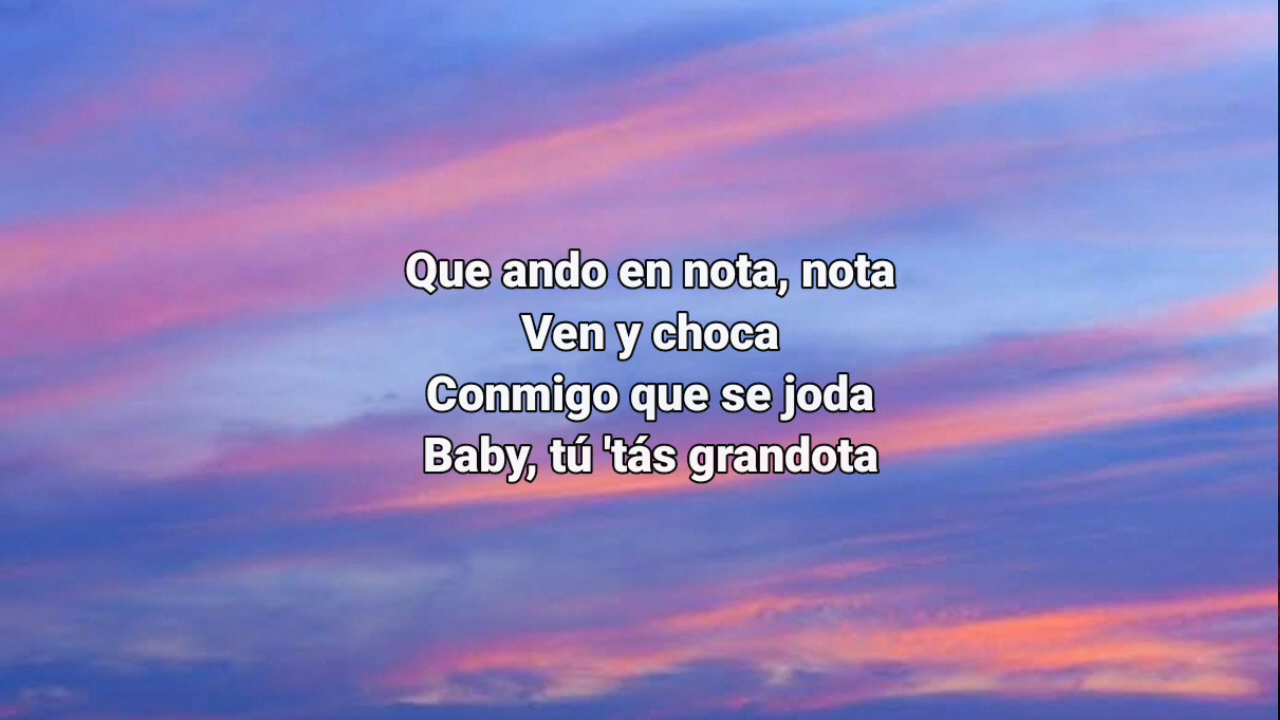 Que ando en nota, nota
Ven y choca
Conmigo que se joda
Baby, tú 'tás grandota